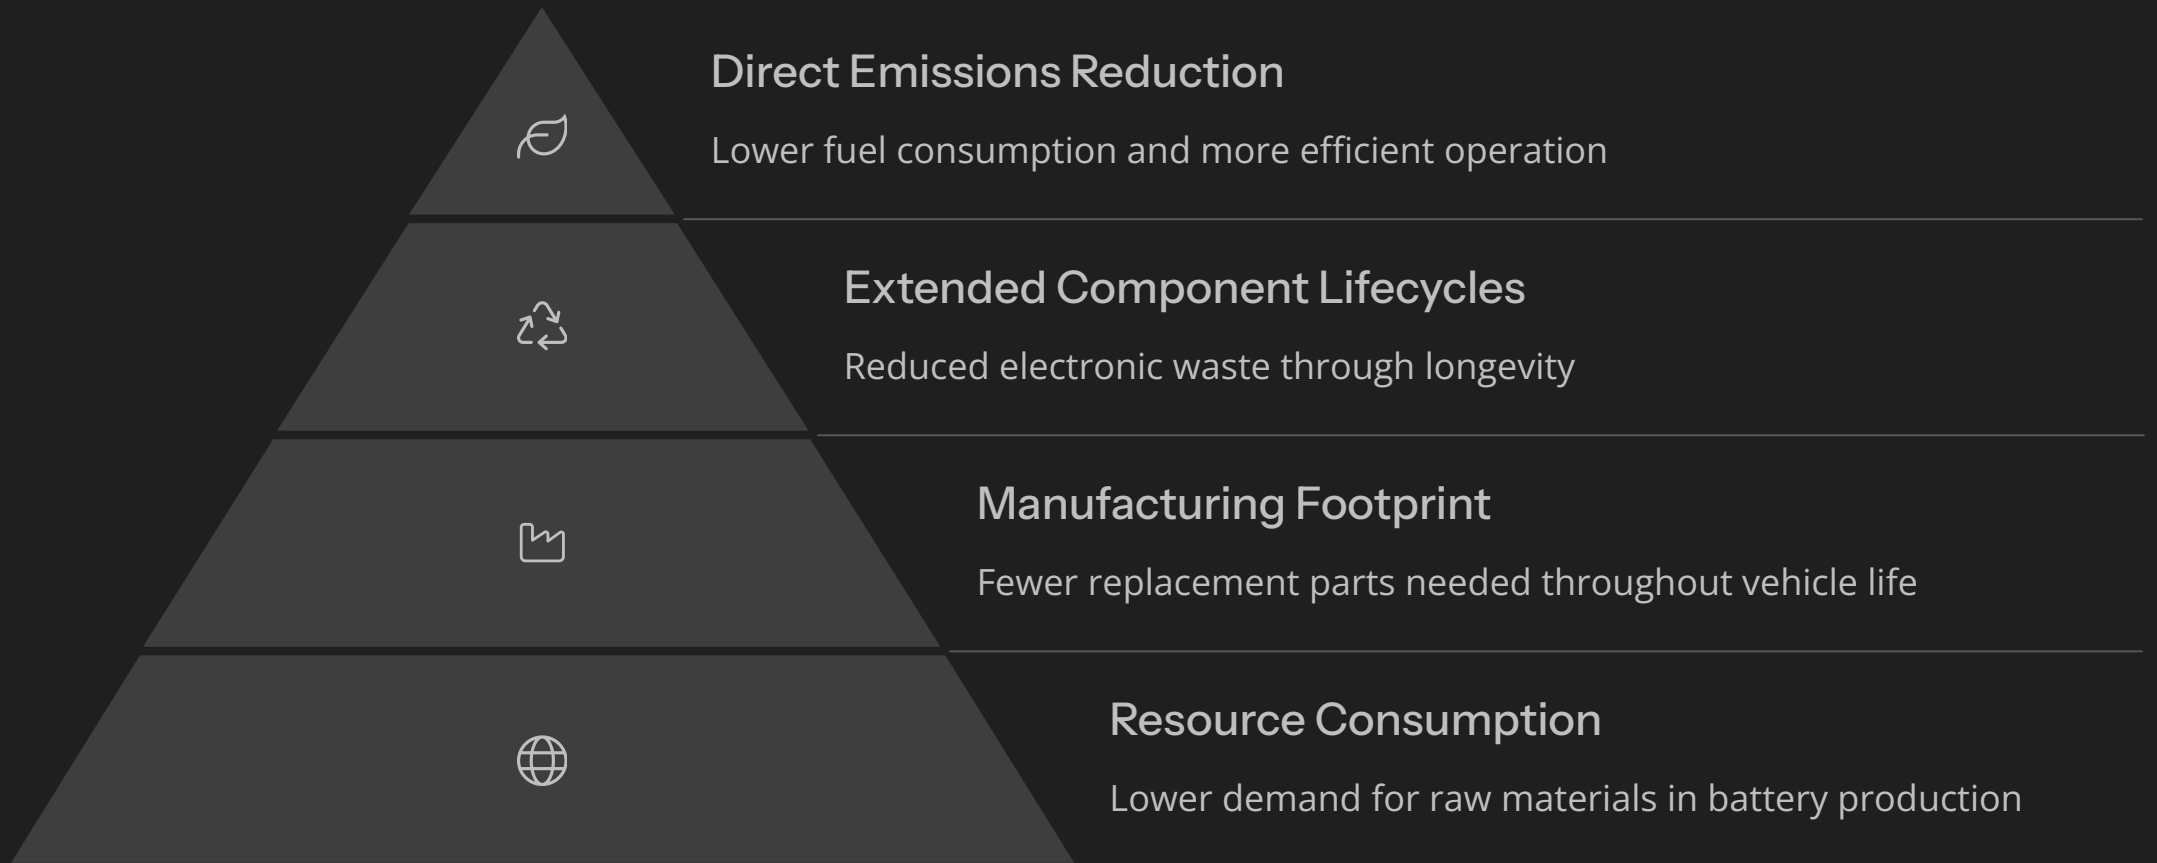 Direct Emissions Reduction
Lower fuel consumption and more efficient operation
Extended Component Lifecycles
Reduced electronic waste through longevity
Manufacturing Footprint
Fewer replacement parts needed throughout vehicle life
Resource Consumption
Lower demand for raw materials in battery production